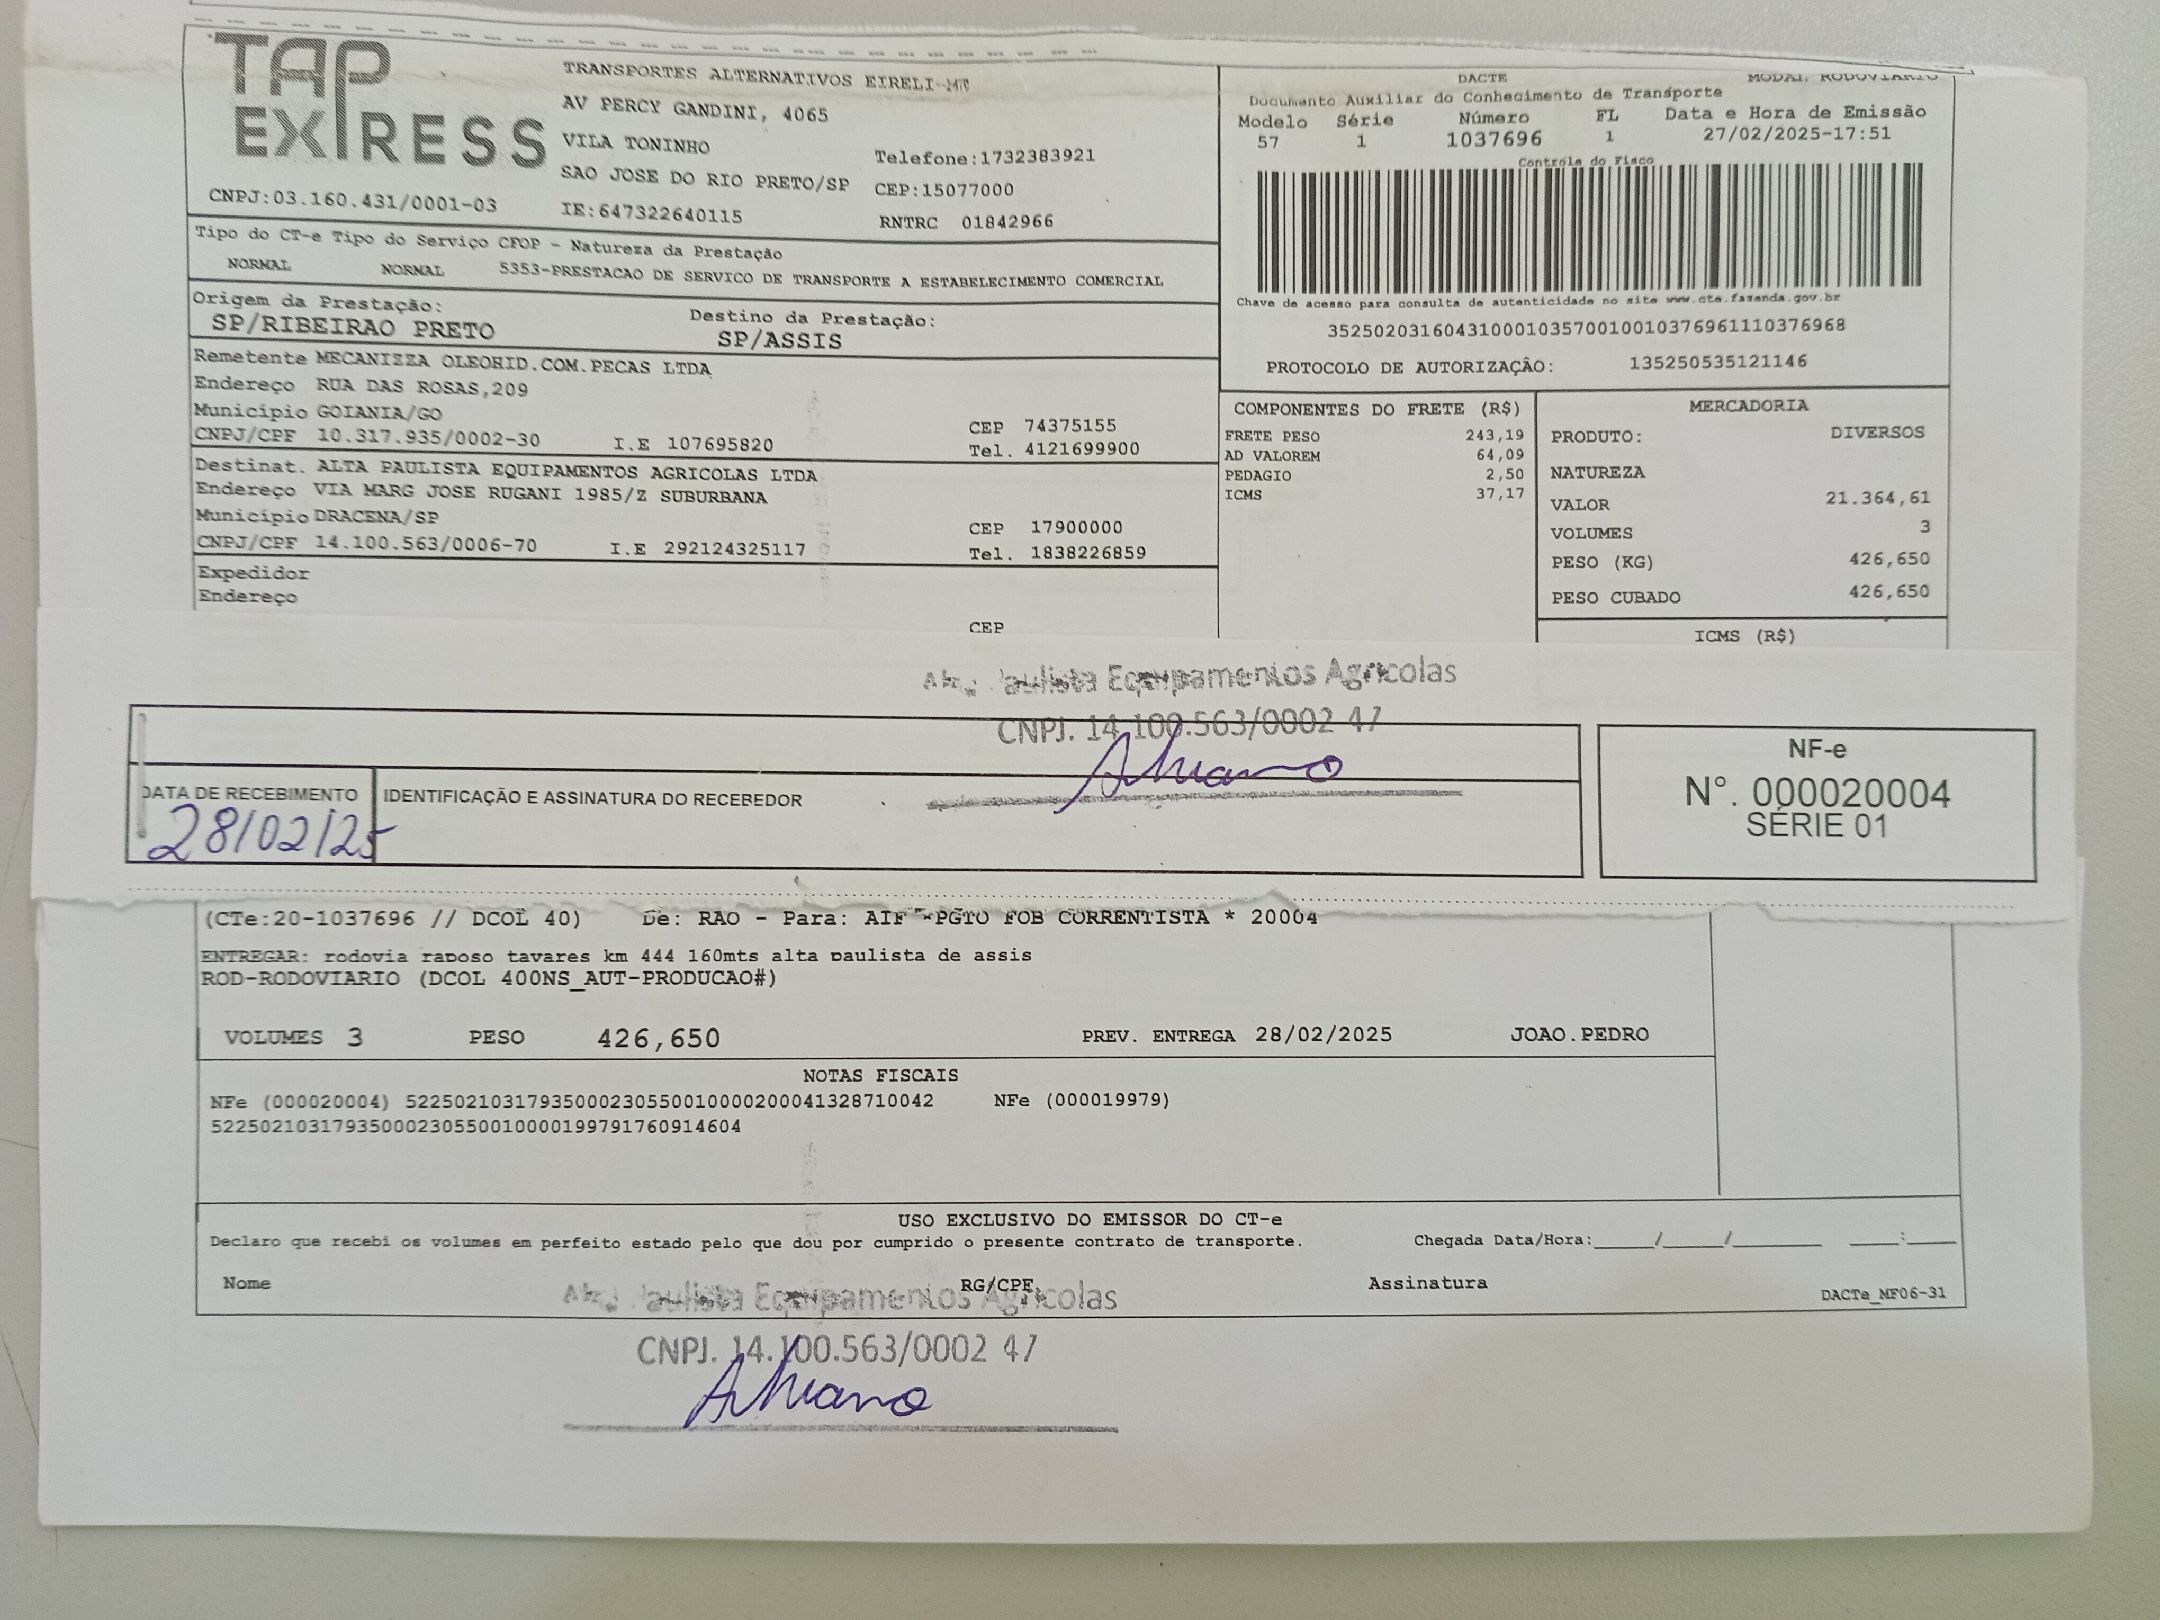 TAP EXPRESS
TRANSPORTES ALTERNATIVOS EIRELI-MT
AV PERCY GANDINI, 4065
VILA TONINHO
Telefone:1732383921
SAO JOSE DO RIO PRETO/SP CEP:15077000
CNPJ:03.160.431/0001-03 IE:647322640115 RNTRC 01842966
DACTE MODAL RODOVIARIO
Documento Auxiliar do Conhecimento de Transporte
Modelo Série Número FL Data e Hora de Emissão
57 1 1037696 1 27/02/2025-17:51
Controle do Fisco
Chave de acesso para consulta de autenticidade no site www.cte.fazenda.gov.br
35250203160431000103570010010376961110376968
PROTOCOLO DE AUTORIZAÇÃO: 135250535121146
Tipo do CT-e Tipo do Serviço CFOP - Natureza da Prestação
NORMAL NORMAL 5353-PRESTACAO DE SERVICO DE TRANSPORTE A ESTABELECIMENTO COMERCIAL
Origem da Prestação: Destino da Prestação:
SP/RIBEIRAO PRETO SP/ASSIS
Remetente MECANIZZA OLEOHID.COM.PECAS LTDA
Endereço RUA DAS ROSAS,209
Município GOIANIA/GO CEP 74375155
CNPJ/CPF 10.317.935/0002-30 I.E 107695820 Tel. 4121699900
Destinat. ALTA PAULISTA EQUIPAMENTOS AGRICOLAS LTDA
Endereço VIA MARG JOSE RUGANI 1985/Z SUBURBANA
Município DRACENA/SP CEP 17900000
CNPJ/CPF 14.100.563/0006-70 I.E 292124325117 Tel. 1838226859
Expedidor
Endereço
CEP
COMPONENTES DO FRETE (R$)
FRETE PESO 243,19
AD VALOREM 64,09
PEDAGIO 2,50
ICMS 37,17
MERCADORIA
PRODUTO: DIVERSOS
NATUREZA
VALOR 21.364,61
VOLUMES 3
PESO (KG) 426,650
PESO CUBADO 426,650
ICMS (R$)
Equipamentos Agricolas
CNPJ. 14.100.563/0002 47
Adriano
DATA DE RECEBIMENTO IDENTIFICAÇÃO E ASSINATURA DO RECEBEDOR
28/02/25
NF-e
N°. 000020004
SÉRIE 01
(CTe:20-1037696 // DCOL 40) De: RAO - Para: AIF *PGTO FOB CORRENTISTA * 20004
ENTREGAR: rodovia raposo tavares km 444 160mts alta paulista de assis
ROD-RODOVIARIO (DCOL 400NS_AUT-PRODUCAO#)
VOLUMES 3 PESO 426,650 PREV. ENTREGA 28/02/2025 JOAO.PEDRO
NOTAS FISCAIS
NFe (000020004) 52250210317935000230550010000200041328710042 NFe (000019979)
52250210317935000230550010000199791760914604
USO EXCLUSIVO DO EMISSOR DO CT-e
Declaro que recebi os volumes em perfeito estado pelo que dou por cumprido o presente contrato de transporte. Chegada Data/Hora:_____/_____/_______ ____:____
Nome RG/CPF Assinatura
DACTe_MF06-31
Equipamentos Agricolas
CNPJ. 14.100.563/0002 47
Adriano